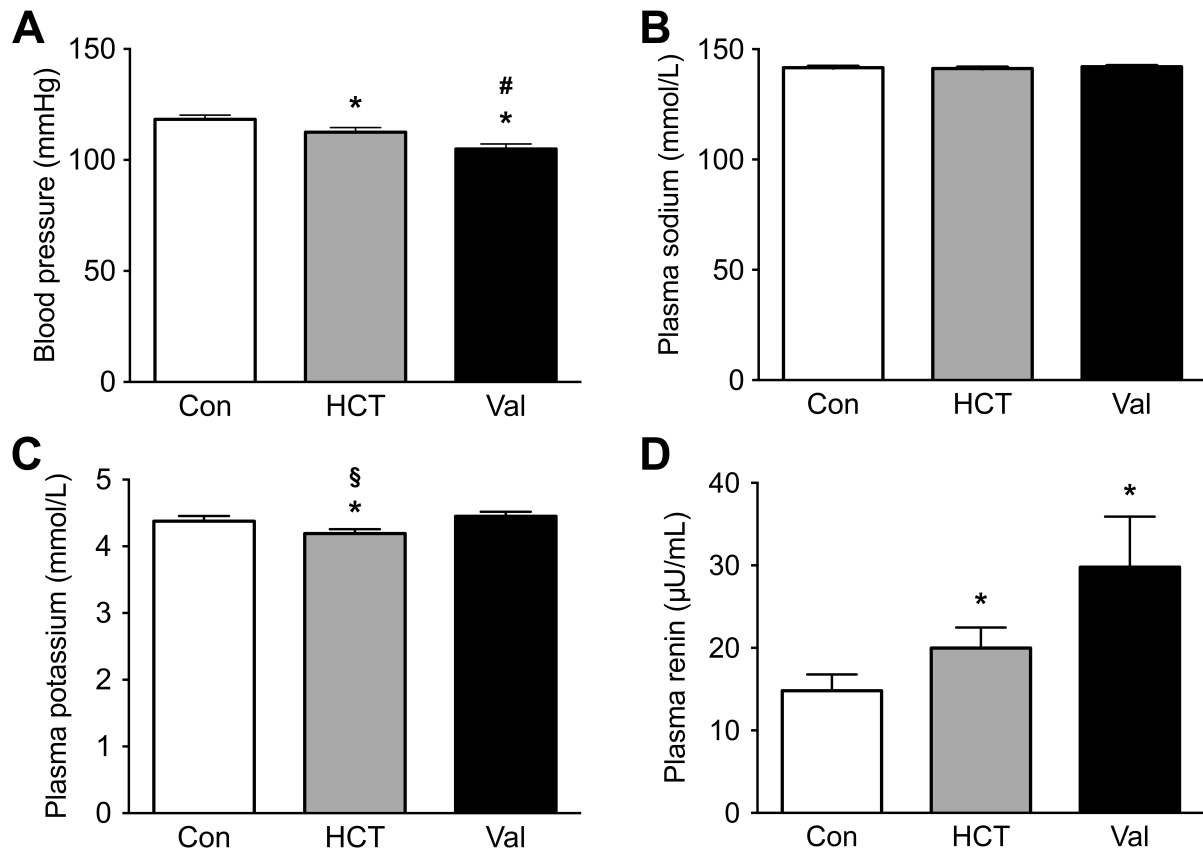 A
Blood pressure (mmHg)
150
100
50
0
*
#
*
Con HCT Val
B
Plasma sodium (mmol/L)
150
100
50
0
Con HCT Val
C
Plasma potassium (mmol/L)
5
4
3
2
1
0
§
*
Con HCT Val
D
Plasma renin (µU/mL)
40
30
20
10
0
*
*
Con HCT Val